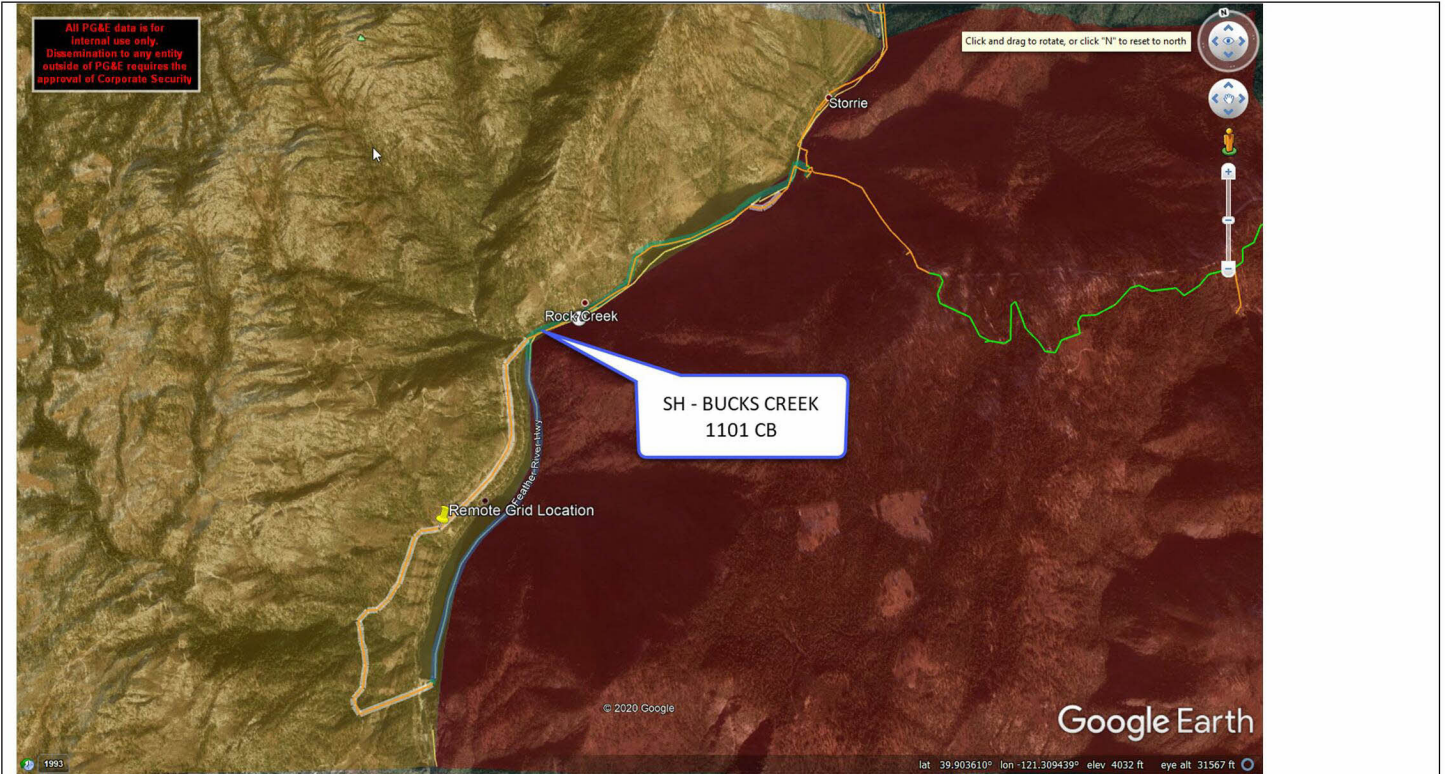 All PG&E data is for
internal use only.
Dissemination to any entity
outside of PG&E requires the
approval of Corporate Security
Click and drag to rotate, or click "N" to reset to north
N
Storrie
Rock Creek
SH - BUCKS CREEK
1101 CB
Feather River Hwy
Remote Grid Location
© 2020 Google
Google Earth
1993
lat 39.903610° lon -121.309439° elev 4032 ft eye alt 31567 ft